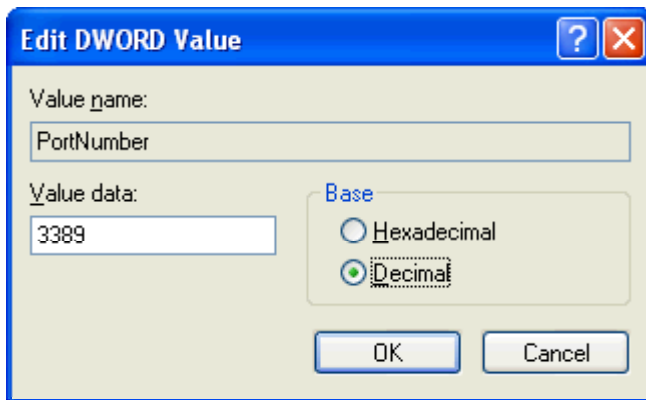 Edit DWORD Value
?
Value name:
PortNumber
Value data:
3389
Base
Hexadecimal
Decimal
OK
Cancel